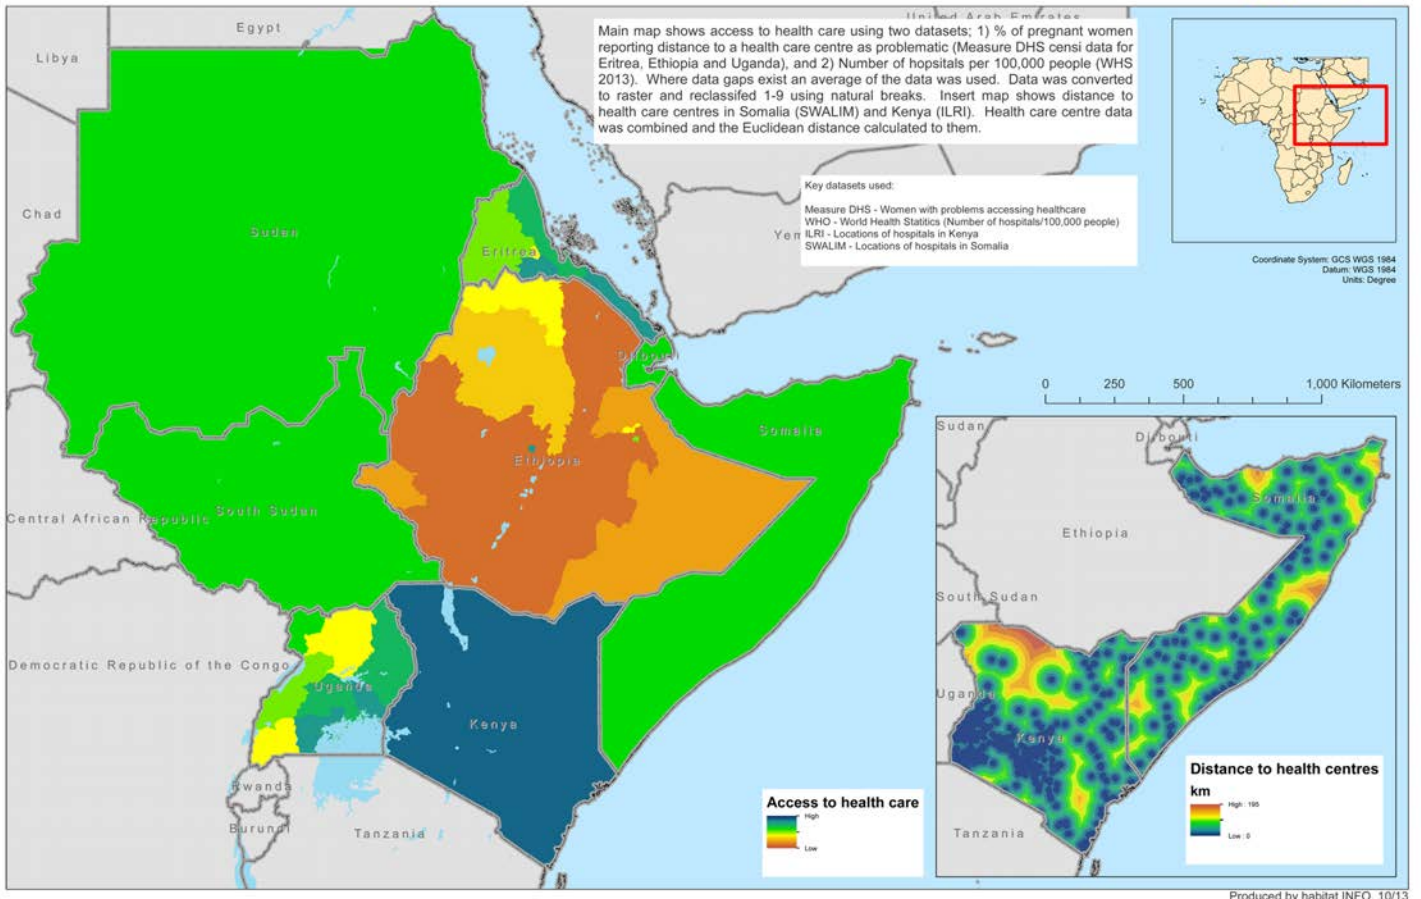 Egypt
Libya
United Arab Emirates
Main map shows access to health care using two datasets; 1) % of pregnant women
reporting distance to a health care centre as problematic (Measure DHS censi data for
Eritrea, Ethiopia and Uganda), and 2) Number of hopsitals per 100,000 people (WHS
2013). Where data gaps exist an average of the data was used. Data was converted
to raster and reclassifed 1-9 using natural breaks. Insert map shows distance to
health care centres in Somalia (SWALIM) and Kenya (ILRI). Health care centre data
was combined and the Euclidean distance calculated to them.
Key datasets used:
Measure DHS - Women with problems accessing healthcare
WHO - World Health Statitics (Number of hospitals/100,000 people)
ILRI - Locations of hospitals in Kenya
SWALIM - Locations of hospitals in Somalia
Coordinate System: GCS WGS 1984
Datum: WGS 1984
Units: Degree
Chad
Sudan
Eritrea
Yem
Djibouti
0 250 500 1,000 Kilometers
Somalia
Ethiopia
Central African Republic
South Sudan
Democratic Republic of the Congo
Uganda
Kenya
Rwanda
Burundi
Tanzania
Access to health care
High
Low
Sudan
Djibouti
Somalia
Ethiopia
South Sudan
Uganda
Kenya
Tanzania
Distance to health centres
km
High : 195
Low : 0
Produced by habitat INFO 10/13